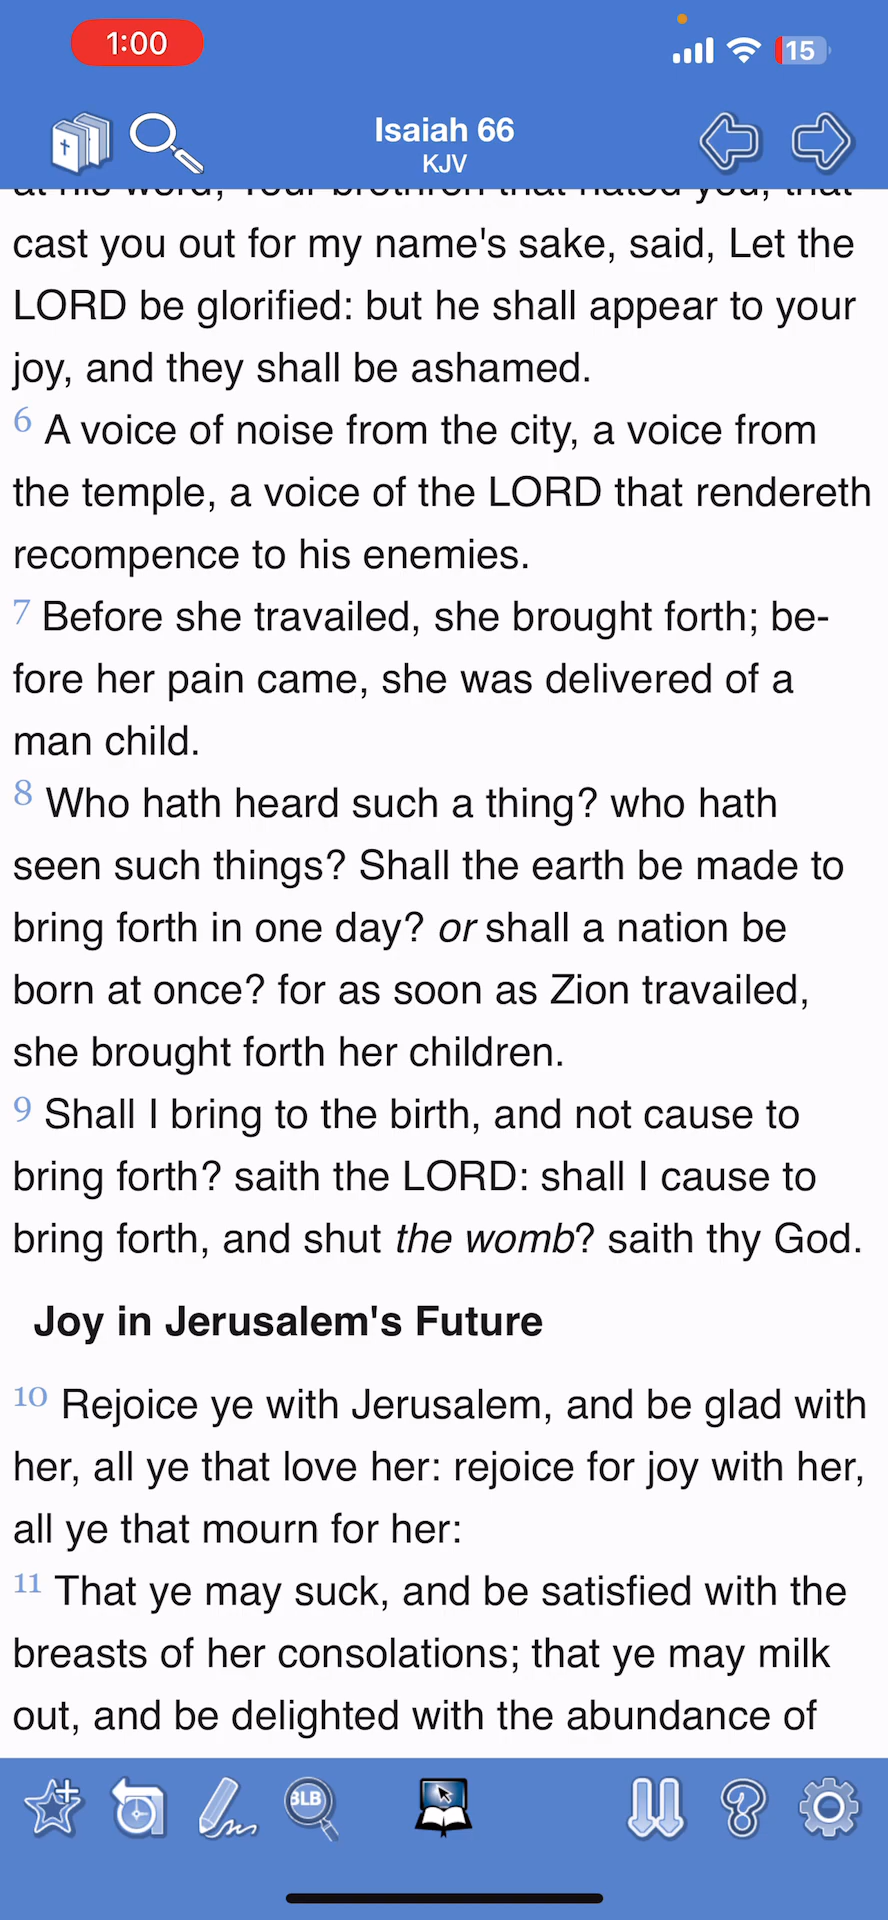 1:00
15
Isaiah 66
KJV
at his word; Your brethren that hated you, that
cast you out for my name's sake, said, Let the
LORD be glorified: but he shall appear to your
joy, and they shall be ashamed.
6 A voice of noise from the city, a voice from
the temple, a voice of the LORD that rendereth
recompence to his enemies.
7 Before she travailed, she brought forth; be-
fore her pain came, she was delivered of a
man child.
8 Who hath heard such a thing? who hath
seen such things? Shall the earth be made to
bring forth in one day? or shall a nation be
born at once? for as soon as Zion travailed,
she brought forth her children.
9 Shall I bring to the birth, and not cause to
bring forth? saith the LORD: shall I cause to
bring forth, and shut the womb? saith thy God.
Joy in Jerusalem's Future
10 Rejoice ye with Jerusalem, and be glad with
her, all ye that love her: rejoice for joy with her,
all ye that mourn for her:
11 That ye may suck, and be satisfied with the
breasts of her consolations; that ye may milk
out, and be delighted with the abundance of
BLB